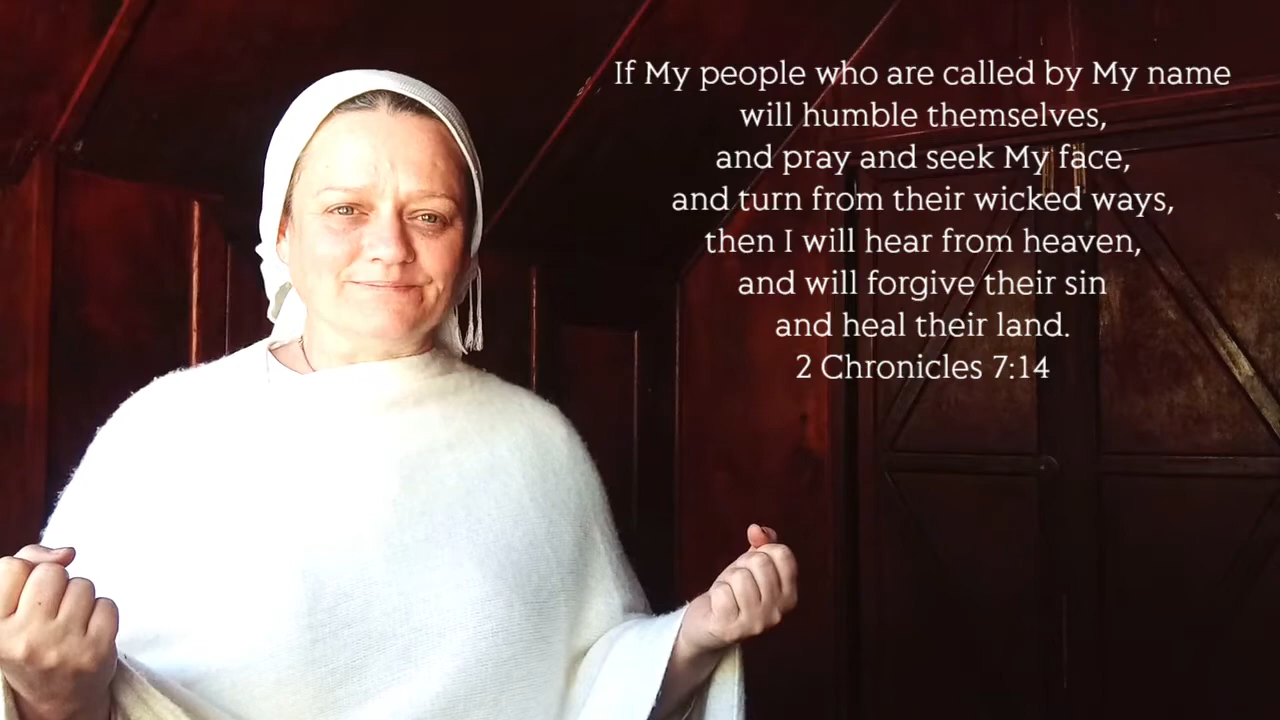 If My people who are called by My name
will humble themselves,
and pray and seek My face,
and turn from their wicked ways,
then I will hear from heaven,
and will forgive their sin
and heal their land.
2 Chronicles 7:14